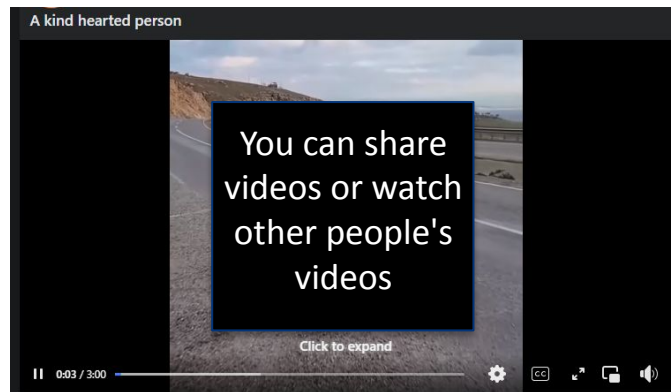 A kind hearted person
You can share
videos or watch
other people's
videos
Click to expand
0:03 / 3:00
CC